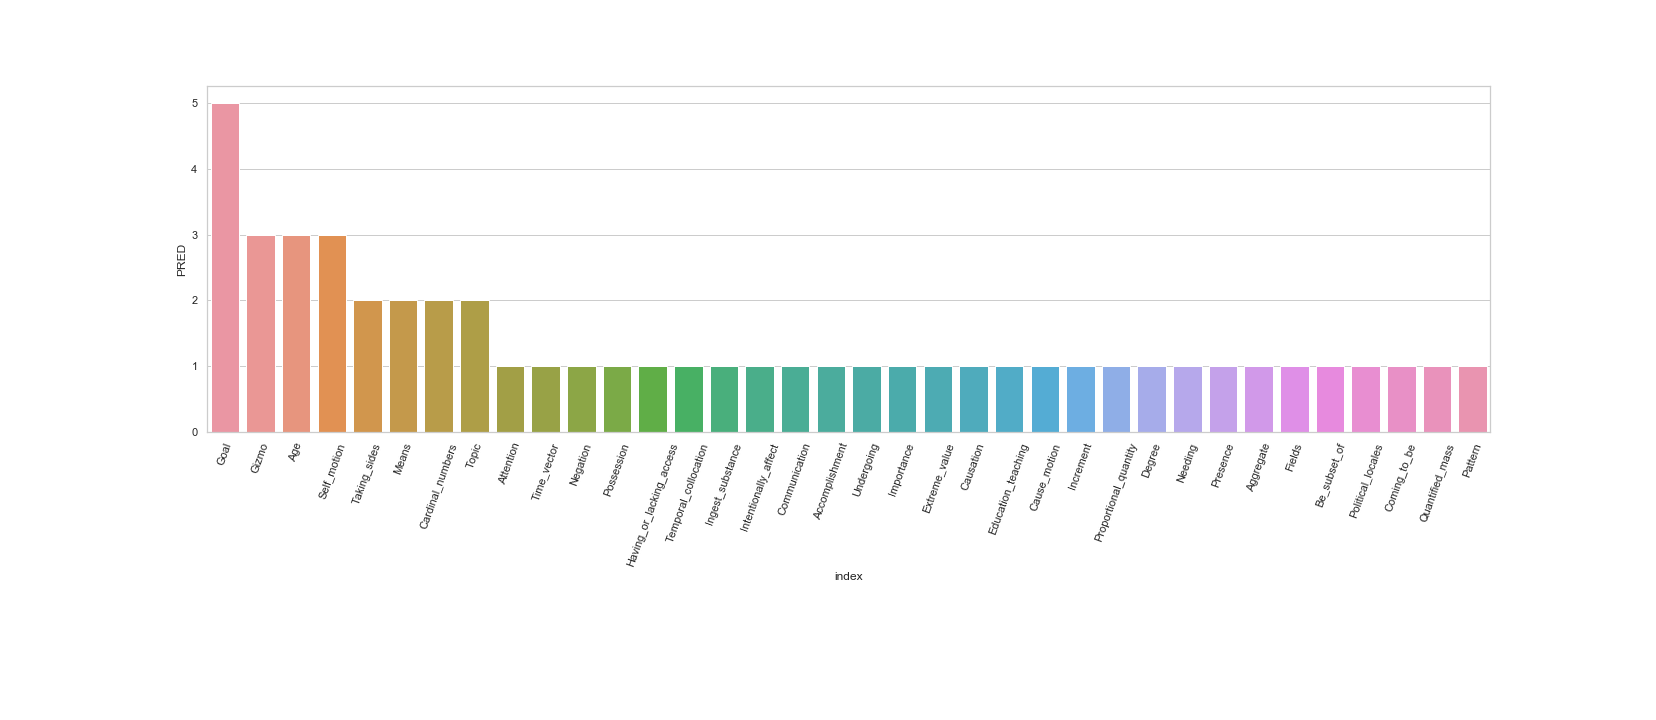 5
4
3
2
1
0
PRED
Goal
Gizmo
Age
Self_motion
Taking_sides
Means
Cardinal_numbers
Topic
Attention
Time_vector
Negation
Possession
Having_or_lacking_access
Temporal_collocation
Ingest_substance
Intentionally_affect
Communication
Accomplishment
Undergoing
Importance
Extreme_value
Causation
Education_teaching
Cause_motion
Increment
Proportional_quantity
Degree
Needing
Presence
Aggregate
Fields
Be_subset_of
Political_locales
Coming_to_be
Quantified_mass
Pattern
index